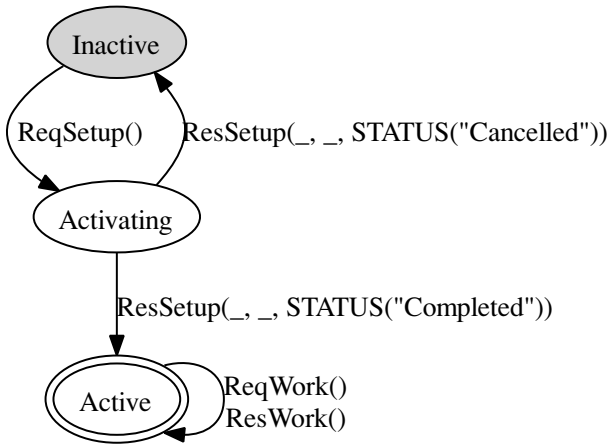 Inactive
ReqSetup()
ResSetup(_, _, STATUS("Cancelled"))
Activating
ResSetup(_, _, STATUS("Completed"))
Active
ReqWork()
ResWork()